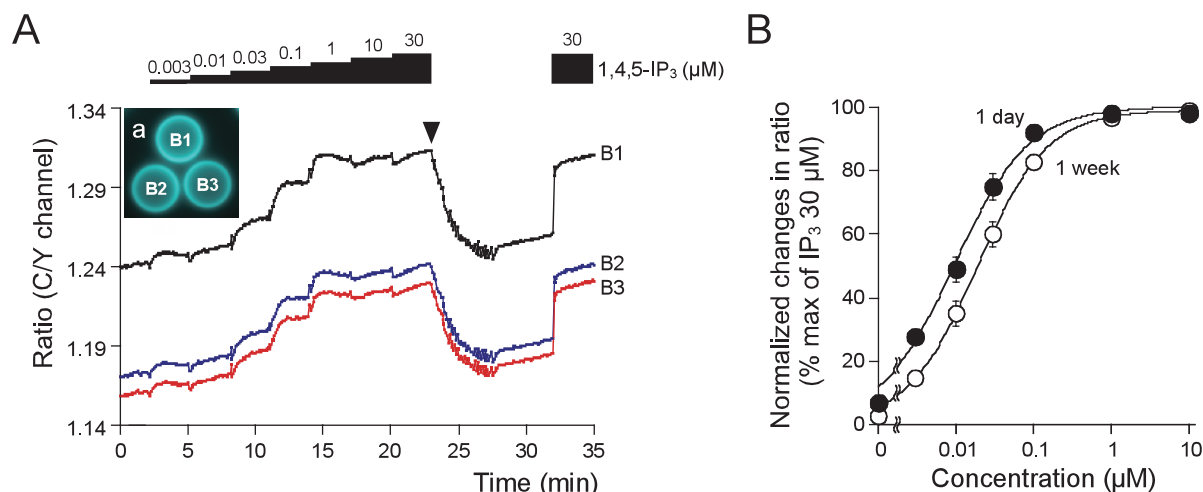 A
0.003 0.01 0.03 0.1 1 10 30 30
1,4,5-IP₃ (µM)
1.34
1.29
1.24
1.19
1.14
Ratio (C/Y channel)
a
B1
B2 B3
B1
B2
B3
0 5 10 15 20 25 30 35
Time (min)
B
Normalized changes in ratio
(% max of IP₃ 30 µM)
100
80
60
40
20
0
1 day
1 week
0 0.01 0.1 1 10
Concentration (µM)